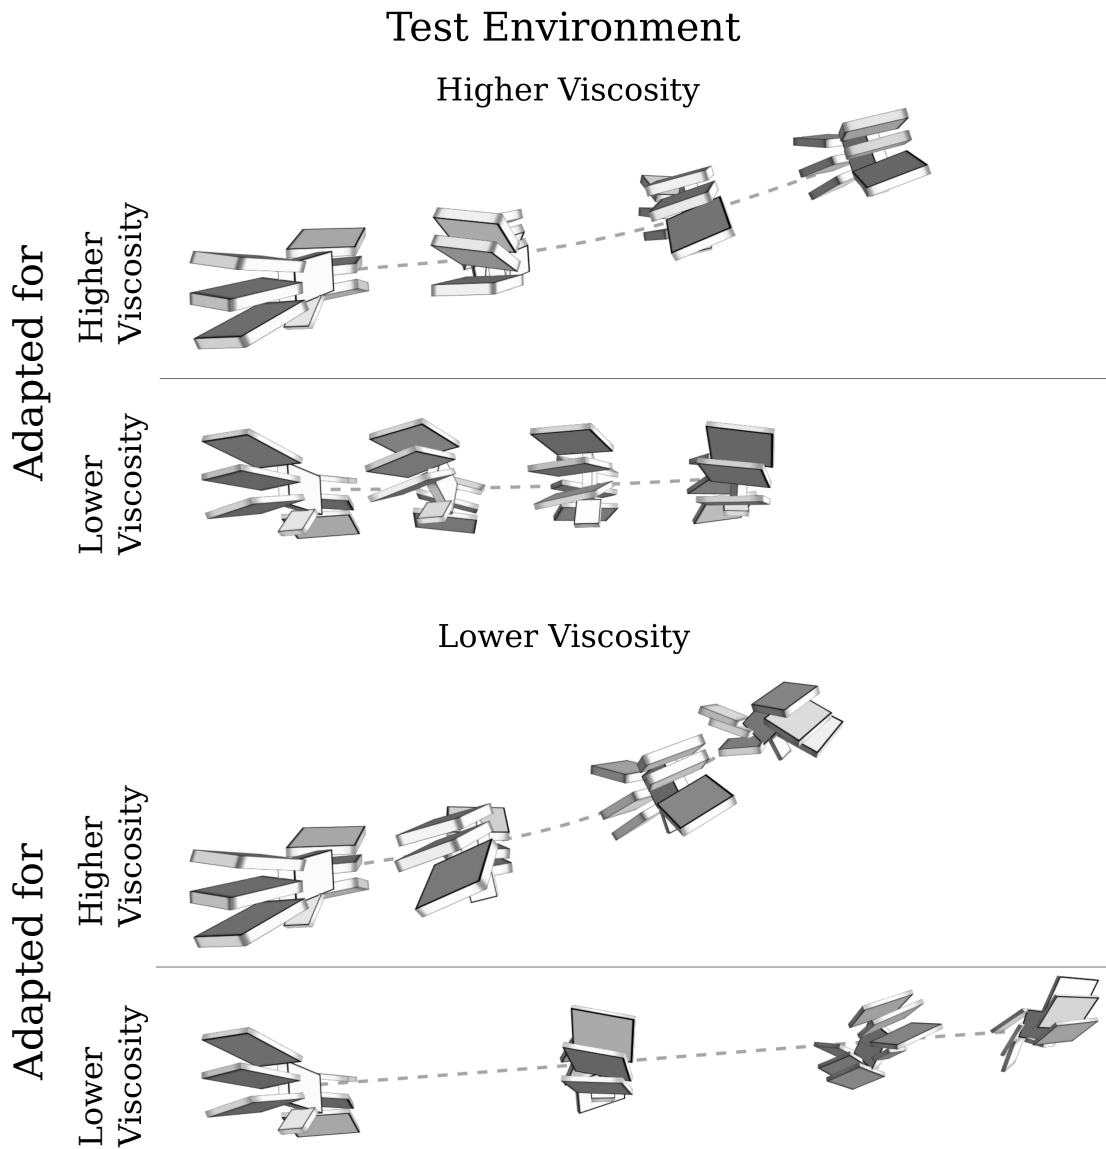 Test Environment
Higher Viscosity
Adapted for
Higher
Viscosity
Lower
Viscosity
Lower Viscosity
Adapted for
Higher
Viscosity
Lower
Viscosity